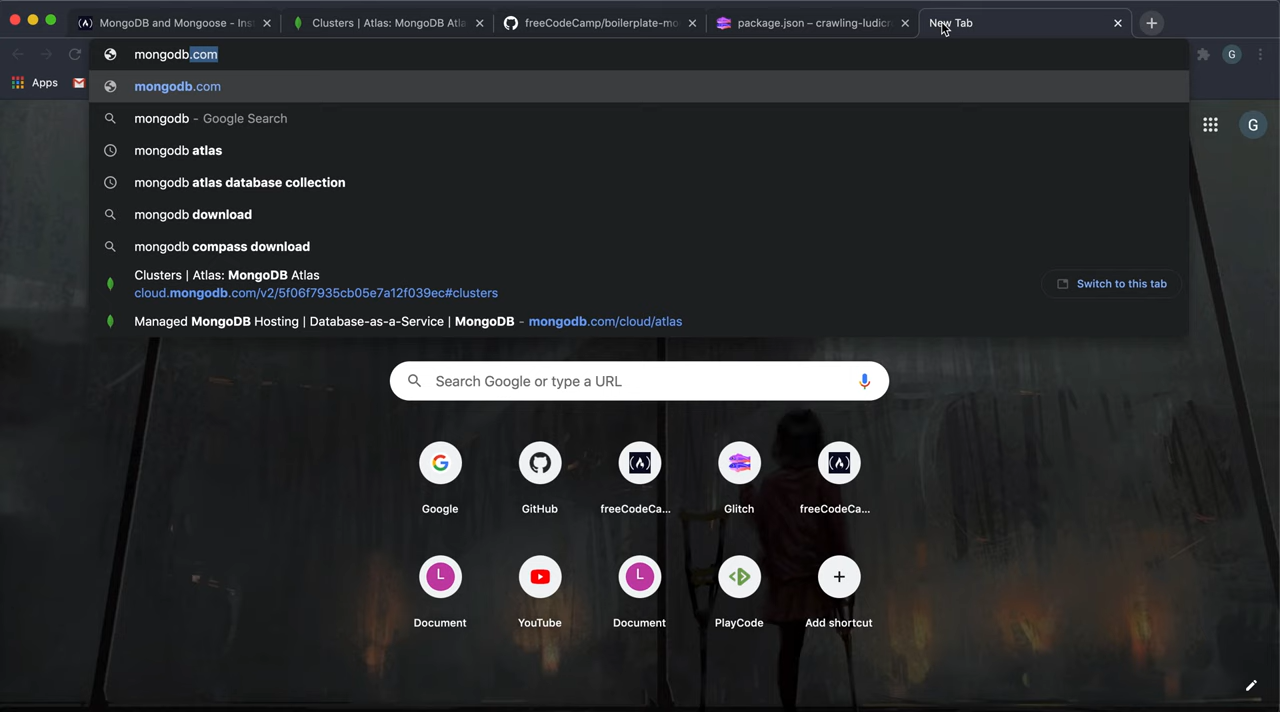 MongoDB and Mongoose - Inst
Clusters | Atlas: MongoDB Atla
freeCodeCamp/boilerplate-mo
package.json – crawling-ludicr
New Tab
mongodb.com
G
Apps
mongodb.com
mongodb - Google Search
mongodb atlas
G
mongodb atlas database collection
mongodb download
mongodb compass download
Clusters | Atlas: MongoDB Atlas
cloud.mongodb.com/v2/5f06f7935cb05e7a12f039ec#clusters
Switch to this tab
Managed MongoDB Hosting | Database-as-a-Service | MongoDB - mongodb.com/cloud/atlas
Search Google or type a URL
Google
GitHub
freeCodeCa...
Glitch
freeCodeCa...
L
L
Document
YouTube
Document
PlayCode
Add shortcut